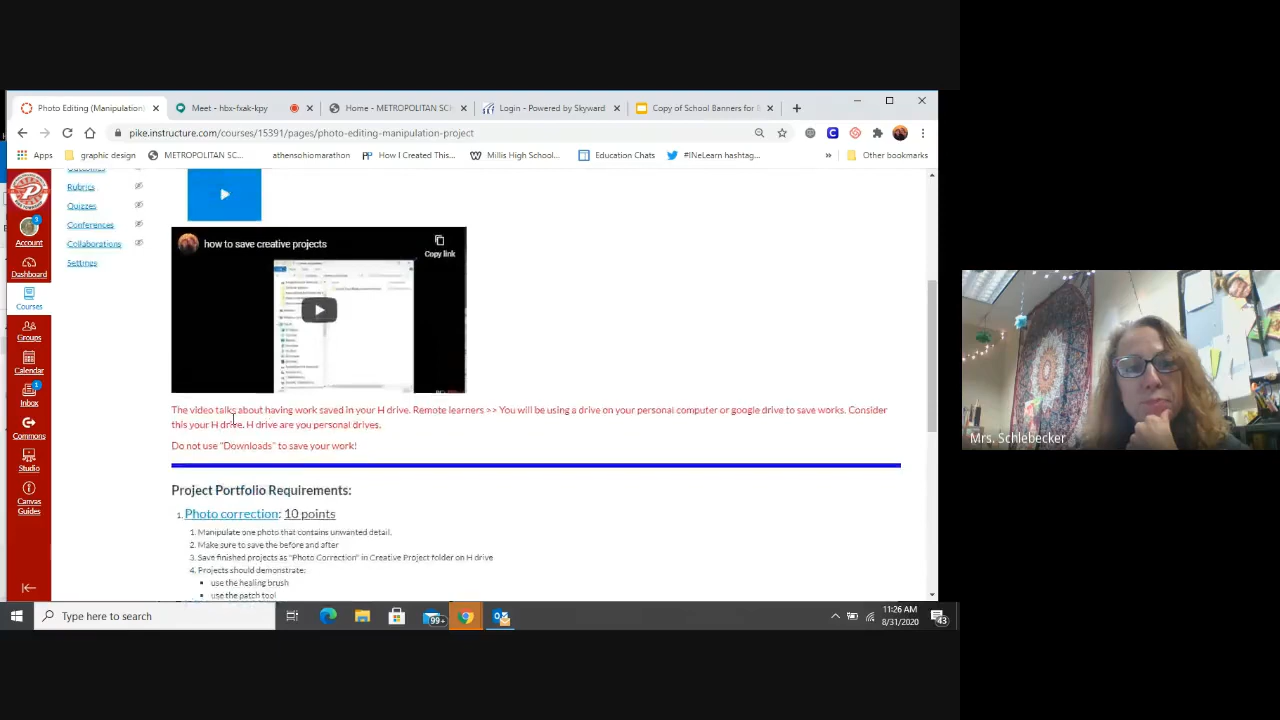 Photo Editing (Manipulation)
Meet - hbx-fxak-kpy
Home - METROPOLITAN SCH
Login - Powered by Skyward
Copy of School Banners for
pike.instructure.com/courses/15391/pages/photo-editing-manipulation-project
Apps
graphic design
METROPOLITAN SC...
athensohiomarathon
How I Created This...
Millis High School...
Education Chats
#INeLearn hashtag...
Other bookmarks
Outcomes
Rubrics
Quizzes
Conferences
Collaborations
Settings
Account
Dashboard
Courses
Groups
Calendar
Inbox
Commons
Studio
Canvas
Guides
how to save creative projects
Copy link
The video talks about having work saved in your H drive. Remote learners >> You will be using a drive on your personal computer or google drive to save works. Consider
this your H drive. H drive are you personal drives.
Do not use "Downloads" to save your work!
Project Portfolio Requirements:
1. Photo correction: 10 points
1. Manipulate one photo that contains unwanted detail.
2. Make sure to save the before and after
3. Save finished projects as "Photo Correction" in Creative Project folder on H drive
4. Projects should demonstrate:
use the healing brush
use the patch tool
Type here to search
99+
11:26 AM
8/31/2020
43
Mrs. Schlebecker